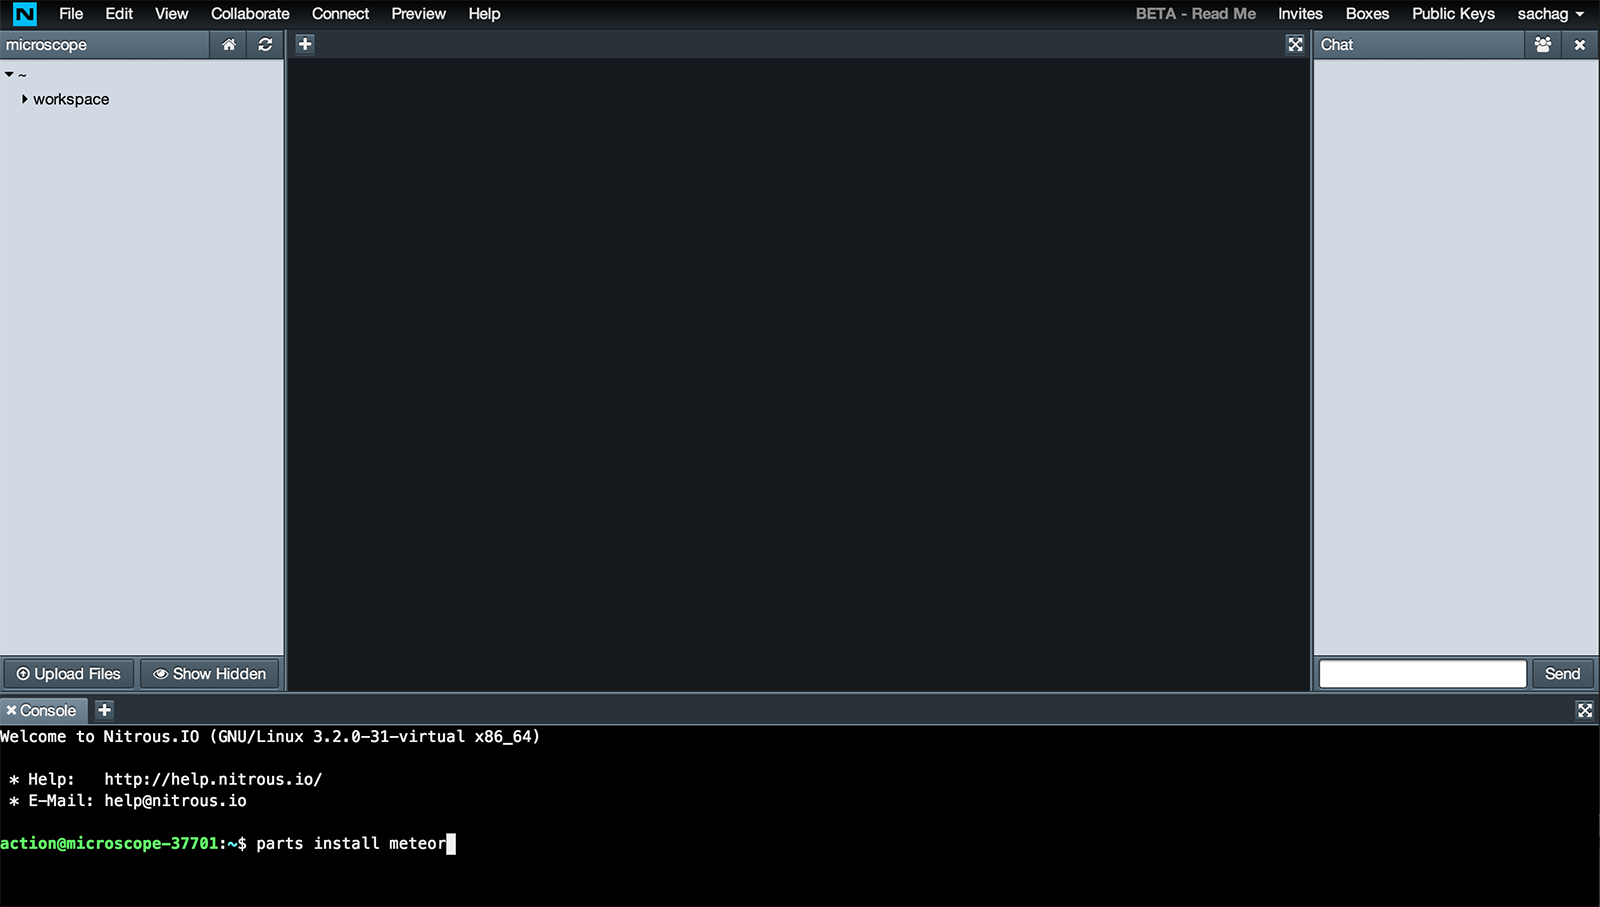 N File Edit View Collaborate Connect Preview Help BETA - Read Me Invites Boxes Public Keys sachag
microscope
Chat
~
workspace
Upload Files Show Hidden
Send
Console
Welcome to Nitrous.IO (GNU/Linux 3.2.0-31-virtual x86_64)
* Help: http://help.nitrous.io/
* E-Mail: help@nitrous.io
action@microscope-37701:~$ parts install meteor